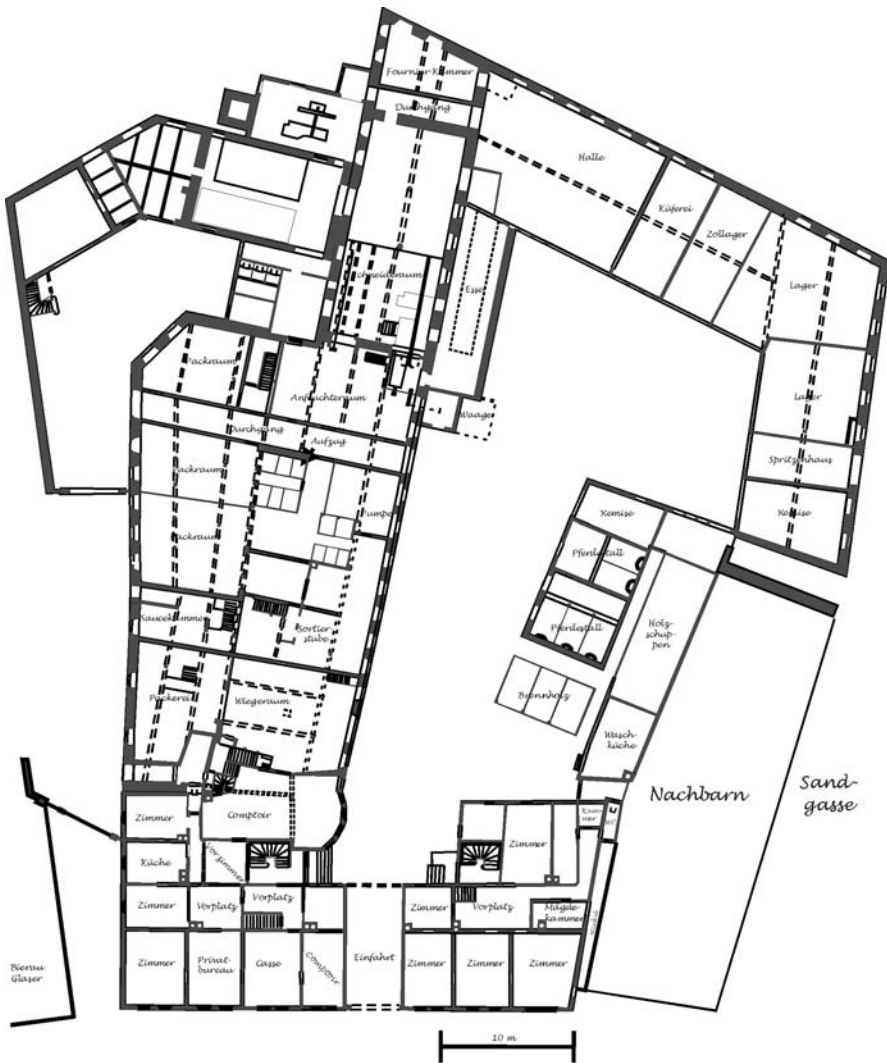 Fournier-Kammer
Durchgang
Halle
Küferei
Zollager
Lager
Schneideraum
Esse
Packraum
Anfeuchteraum
Waage
Lager
Durchgang
Aufzug
Packraum
Spritzenhaus
Pumpe
Remise
Remise
Packraum
Pferdestall
Saucekammer
Sortier
stube
Pferdestall
Holz
schup-
pen
Packerei
Wiegeraum
Brennholz
Wasch
küche
Nachbarn
Sand-
gasse
Zimmer
Comptoir
Kam
mer
Zimmer
Küche
Vorzimmer
Zimmer
Vorplatz
Vorplatz
Zimmer
Vorplatz
Mägde
kammer
Zimmer
Privat-
bureau
Casse
Comptoir
Einfahrt
Zimmer
Zimmer
Zimmer
Bierau
Glaser
10 m